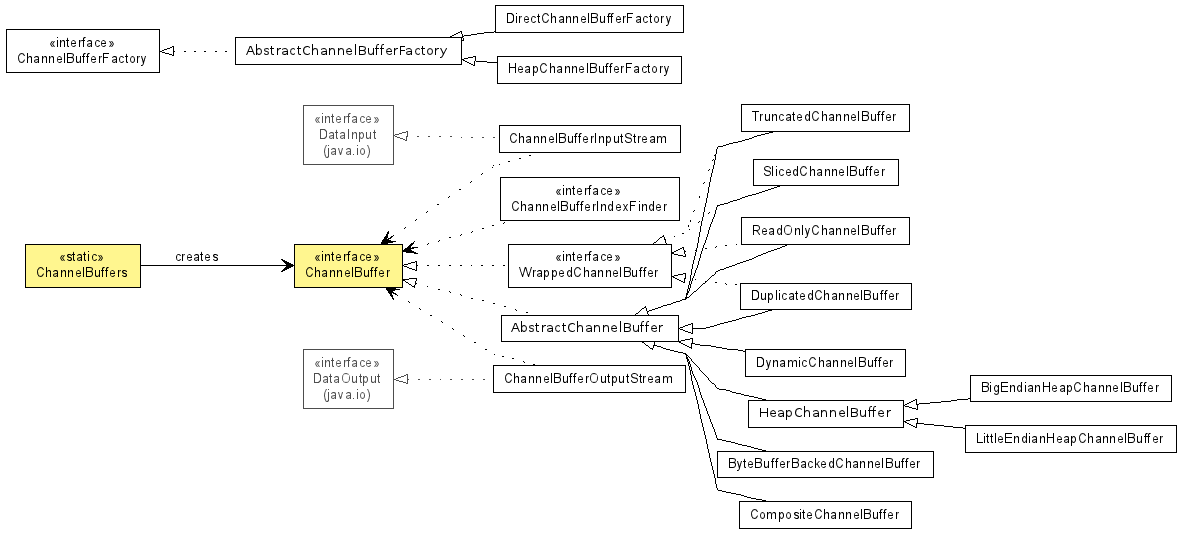 DirectChannelBufferFactory
«interface»
ChannelBufferFactory
AbstractChannelBufferFactory
HeapChannelBufferFactory
«interface»
DataInput
(java.io)
TruncatedChannelBuffer
ChannelBufferInputStream
SlicedChannelBuffer
«interface»
ChannelBufferIndexFinder
ReadOnlyChannelBuffer
«static»
ChannelBuffers
creates
«interface»
ChannelBuffer
«interface»
WrappedChannelBuffer
DuplicatedChannelBuffer
AbstractChannelBuffer
DynamicChannelBuffer
«interface»
DataOutput
(java.io)
ChannelBufferOutputStream
BigEndianHeapChannelBuffer
HeapChannelBuffer
LittleEndianHeapChannelBuffer
ByteBufferBackedChannelBuffer
CompositeChannelBuffer